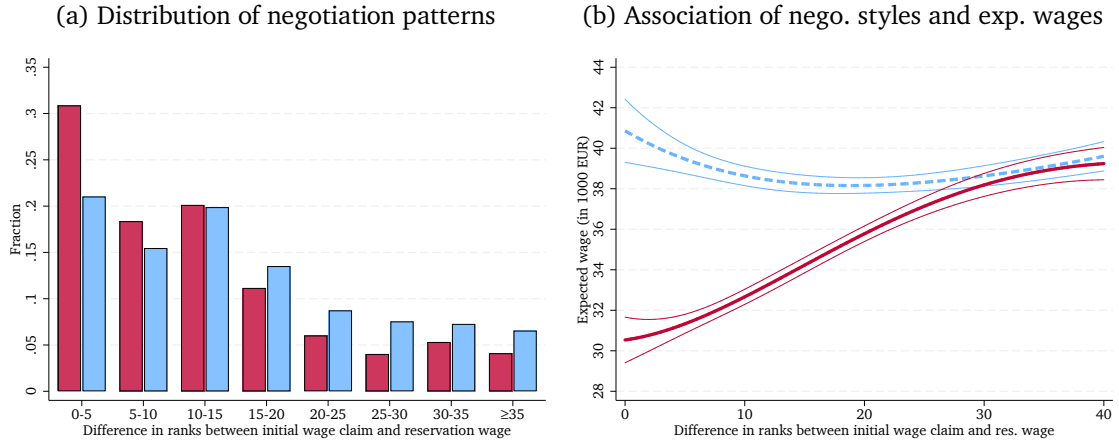 (a) Distribution of negotiation patterns
Fraction
.35
.3
.25
.2
.15
.1
.05
0
0-5 5-10 10-15 15-20 20-25 25-30 30-35 ≥35
Difference in ranks between initial wage claim and reservation wage
(b) Association of nego. styles and exp. wages
Expected wage (in 1000 EUR)
44
42
40
38
36
34
32
30
28
0 10 20 30 40
Difference in ranks between initial wage claim and res. wage